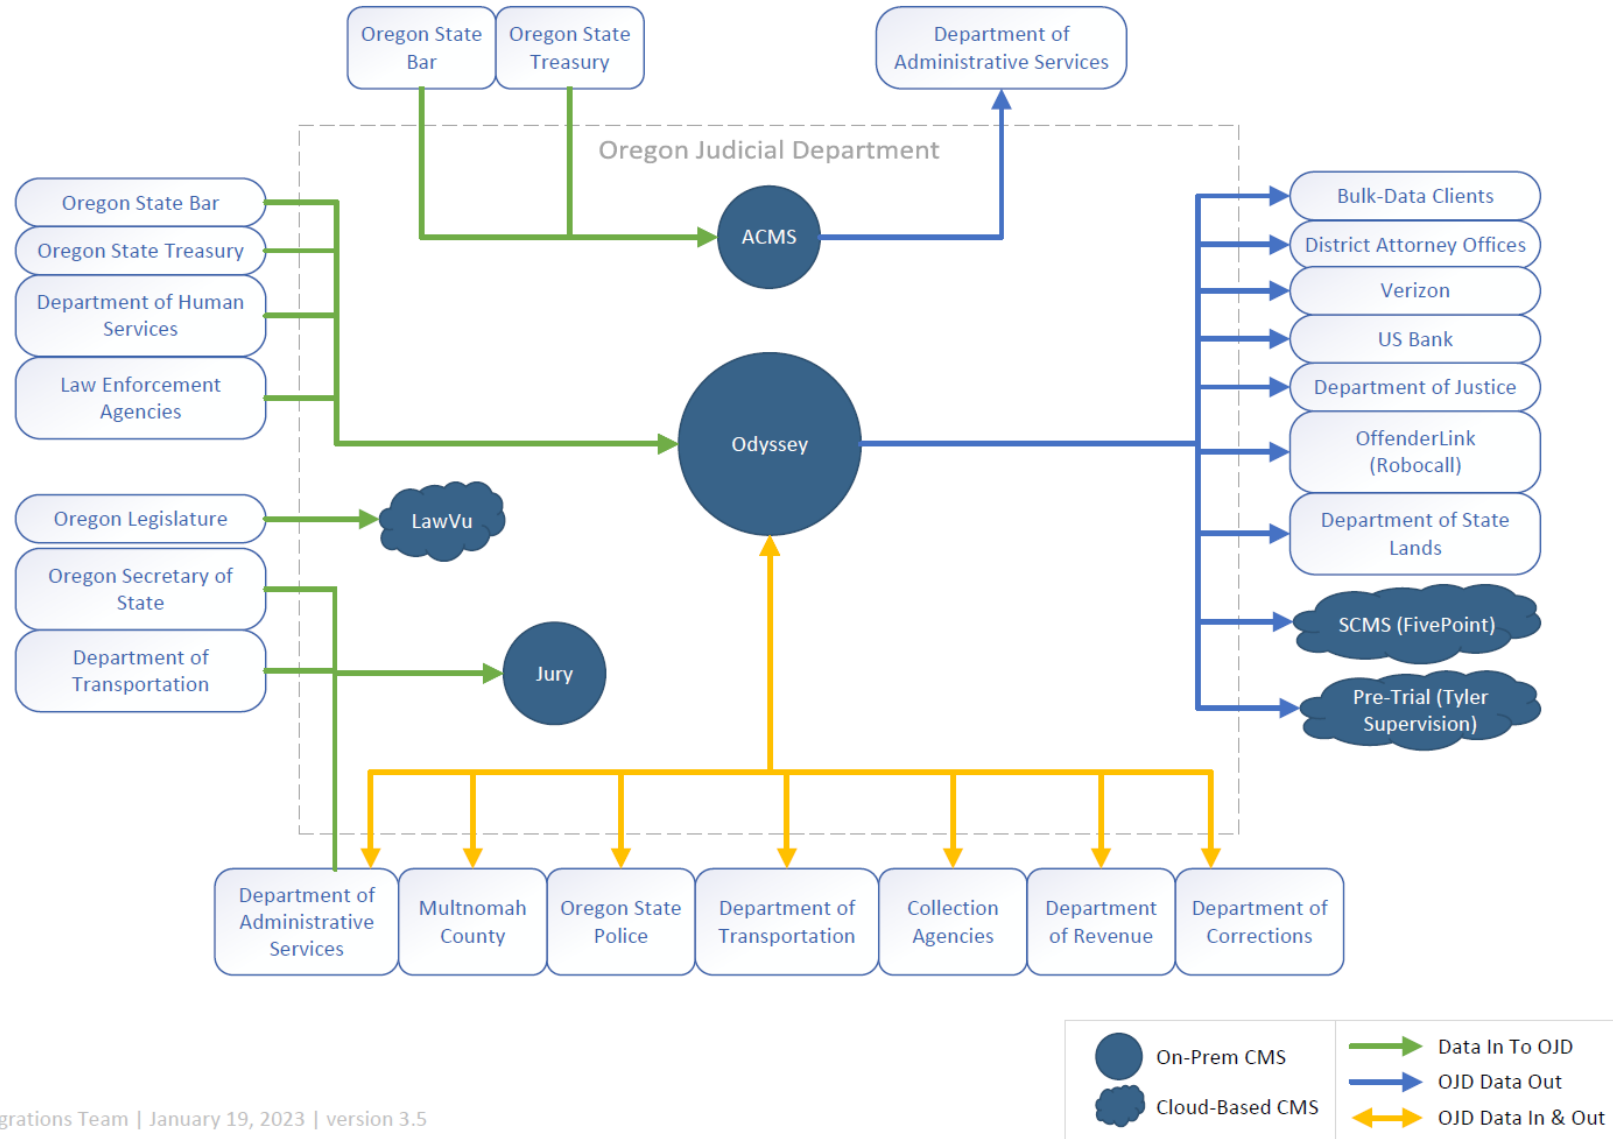 Oregon State
Bar
Oregon State
Treasury
Department of
Administrative Services
Oregon Judicial Department
Oregon State Bar
Oregon State Treasury
Department of Human
Services
Law Enforcement
Agencies
Oregon Legislature
Oregon Secretary of
State
Department of
Transportation
ACMS
Odyssey
LawVu
Jury
Bulk-Data Clients
District Attorney Offices
Verizon
US Bank
Department of Justice
OffenderLink
(Robocall)
Department of State
Lands
SCMS (FivePoint)
Pre-Trial (Tyler
Supervision)
Department of
Administrative
Services
Multnomah
County
Oregon State
Police
Department of
Transportation
Collection
Agencies
Department
of Revenue
Department of
Corrections
On-Prem CMS
Cloud-Based CMS
Data In To OJD
OJD Data Out
OJD Data In & Out
grations Team | January 19, 2023 | version 3.5